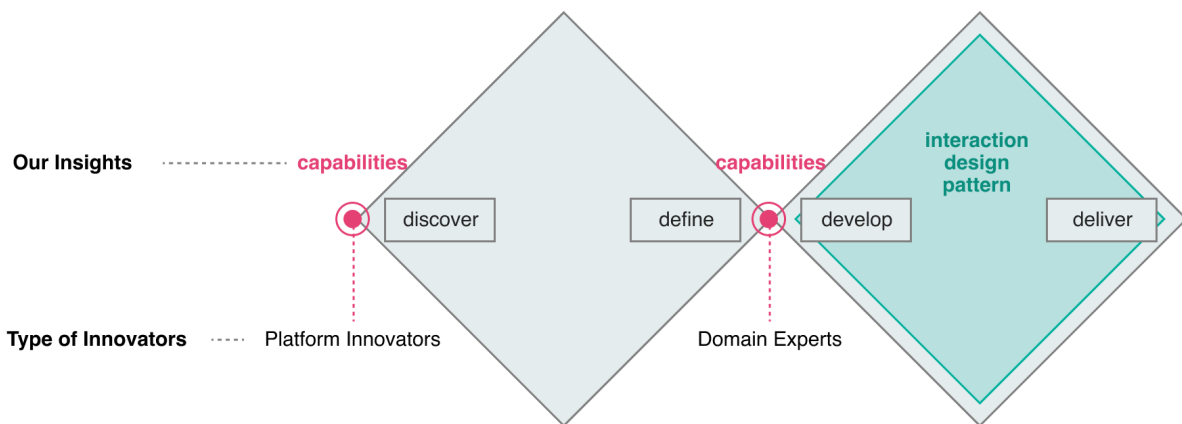 interaction
design
pattern
Our Insights
capabilities
capabilities
discover
define
develop
deliver
Type of Innovators
Platform Innovators
Domain Experts